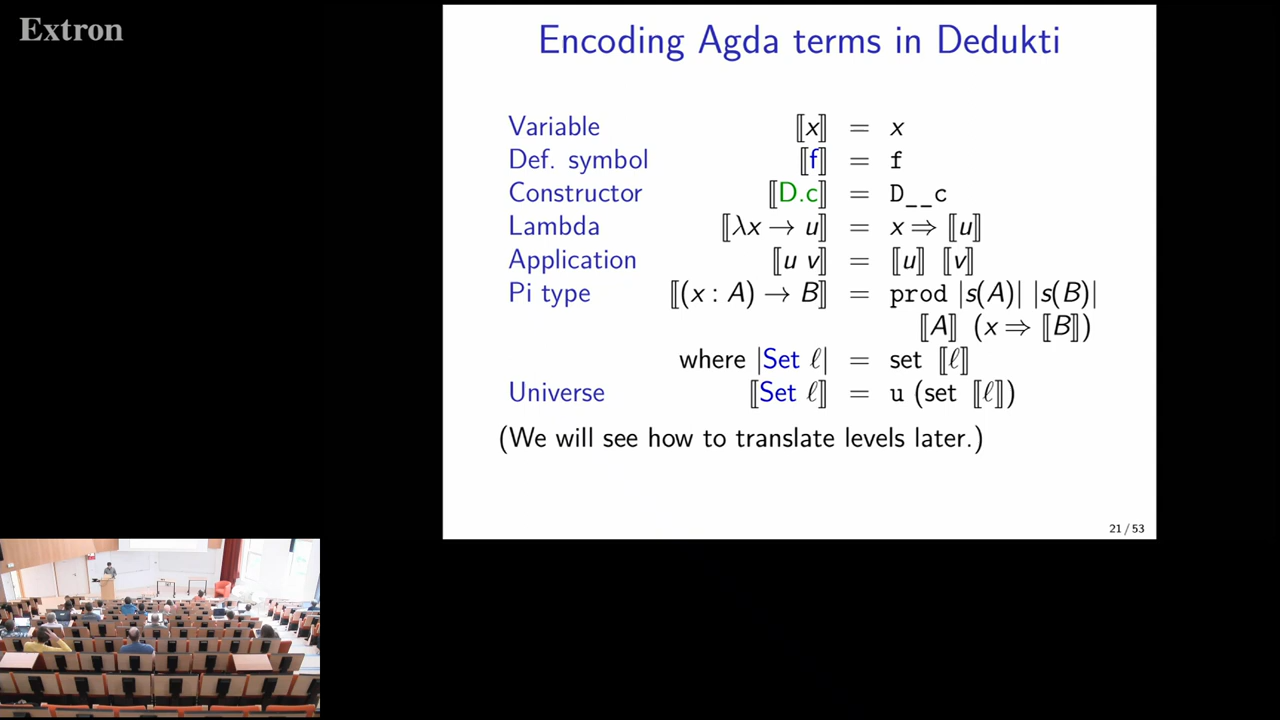 Extron
Encoding Agda terms in Dedukti
Variable ⟦x⟧ = x
Def. symbol ⟦f⟧ = f
Constructor ⟦D.c⟧ = D__c
Lambda ⟦λx → u⟧ = x ⇒ ⟦u⟧
Application ⟦u v⟧ = ⟦u⟧ ⟦v⟧
Pi type ⟦(x : A) → B⟧ = prod |s(A)| |s(B)|
⟦A⟧ (x ⇒ ⟦B⟧)
where |Set ℓ| = set ⟦ℓ⟧
Universe ⟦Set ℓ⟧ = u (set ⟦ℓ⟧)
(We will see how to translate levels later.)
21 / 53